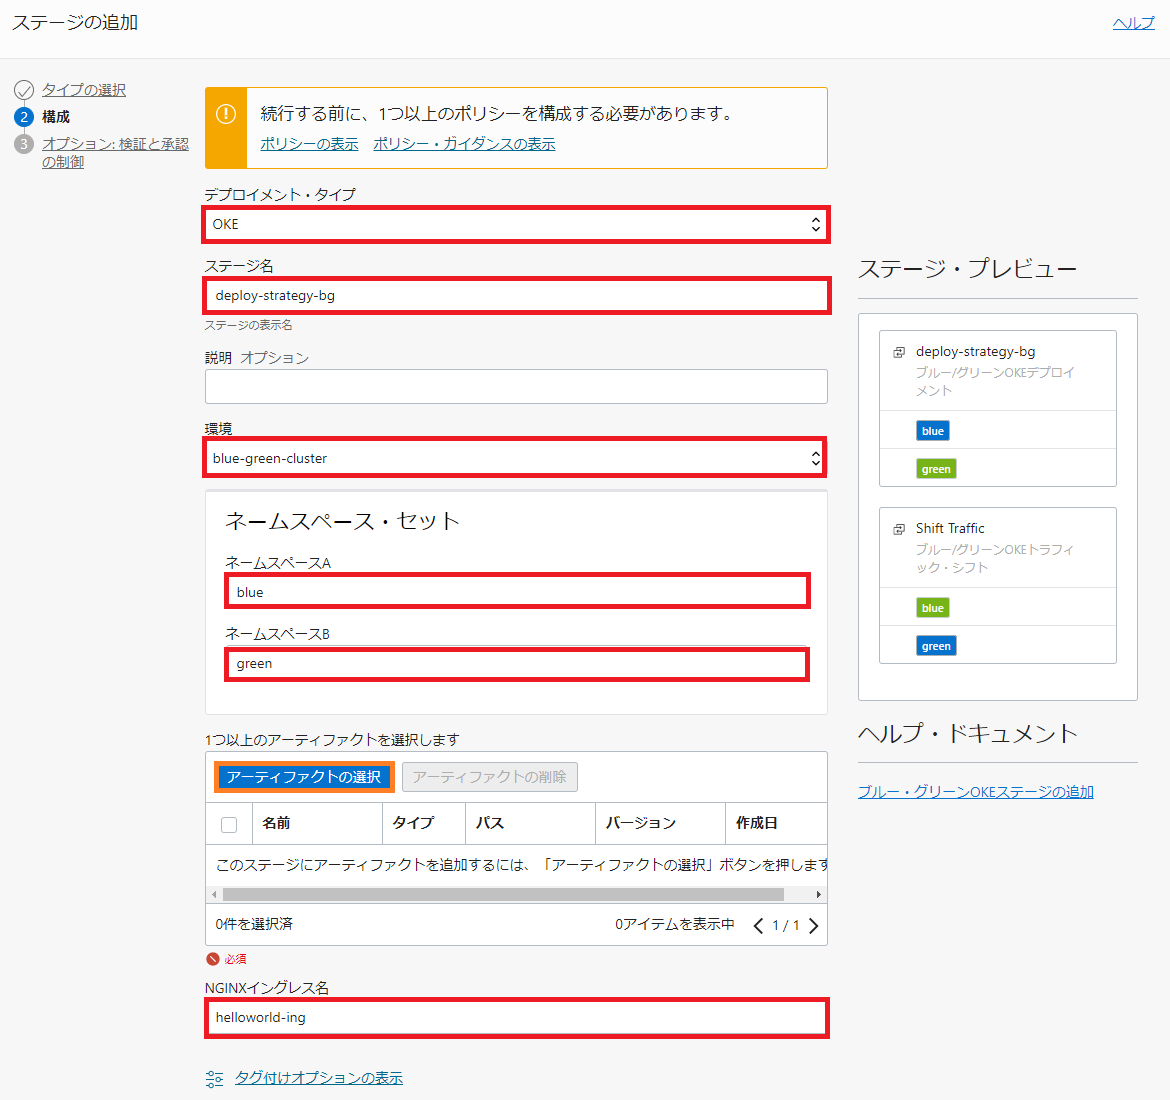 ステージの追加
ヘルプ
タイプの選択
2 構成
3 オプション: 検証と承認
の制御
続行する前に、1つ以上のポリシーを構成する必要があります。
ポリシーの表示 ポリシー・ガイダンスの表示
デプロイメント・タイプ
OKE
ステージ名
deploy-strategy-bg
ステージの表示名
説明 オプション
環境
blue-green-cluster
ネームスペース・セット
ネームスペースA
blue
ネームスペースB
green
1つ以上のアーティファクトを選択します
アーティファクトの選択 アーティファクトの削除
名前 タイプ パス バージョン 作成日
このステージにアーティファクトを追加するには、「アーティファクトの選択」ボタンを押します
0件を選択済 0アイテムを表示中 1 / 1
必須
NGINXイングレス名
helloworld-ing
タグ付けオプションの表示
ステージ・プレビュー
deploy-strategy-bg
ブルー/グリーンOKEデプロイ
メント
blue
green
Shift Traffic
ブルー/グリーンOKEトラフィ
ック・シフト
blue
green
ヘルプ・ドキュメント
ブルー・グリーンOKEステージの追加